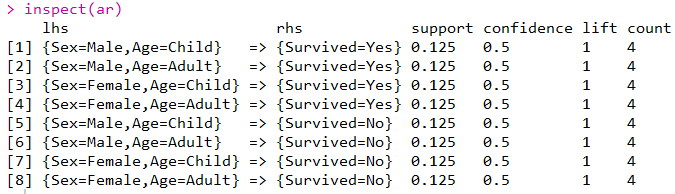 > inspect(ar)
    lhs                       rhs            support confidence lift count
[1] {Sex=Male,Age=Child}   => {Survived=Yes} 0.125   0.5        1    4
[2] {Sex=Male,Age=Adult}   => {Survived=Yes} 0.125   0.5        1    4
[3] {Sex=Female,Age=Child} => {Survived=Yes} 0.125   0.5        1    4
[4] {Sex=Female,Age=Adult} => {Survived=Yes} 0.125   0.5        1    4
[5] {Sex=Male,Age=Child}   => {Survived=No}  0.125   0.5        1    4
[6] {Sex=Male,Age=Adult}   => {Survived=No}  0.125   0.5        1    4
[7] {Sex=Female,Age=Child} => {Survived=No}  0.125   0.5        1    4
[8] {Sex=Female,Age=Adult} => {Survived=No}  0.125   0.5        1    4